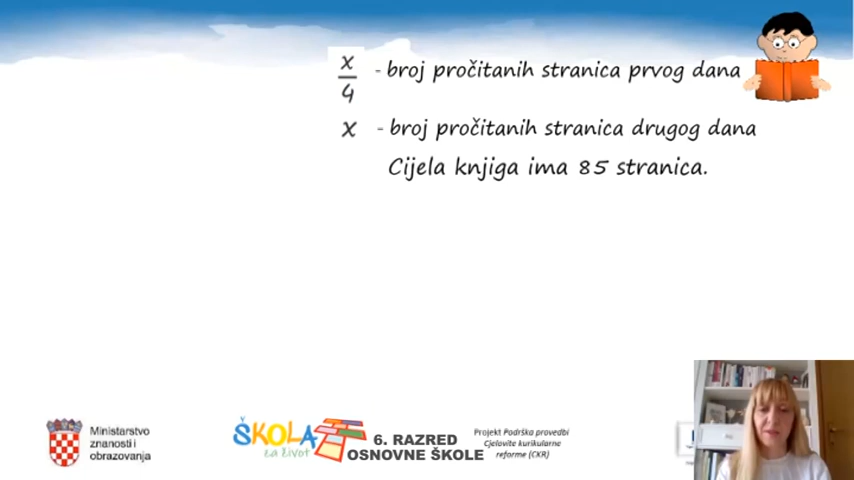 x
4
- broj pročitanih stranica prvog dana
x - broj pročitanih stranica drugog dana
Cijela knjiga ima 85 stranica.
Ministarstvo
znanosti i
obrazovanja
ŠKOLA
za život
6. RAZRED
OSNOVNE ŠKOLE
Projekt Podrška provedbi
Cjelovite kurikularne
reforme (CKR)